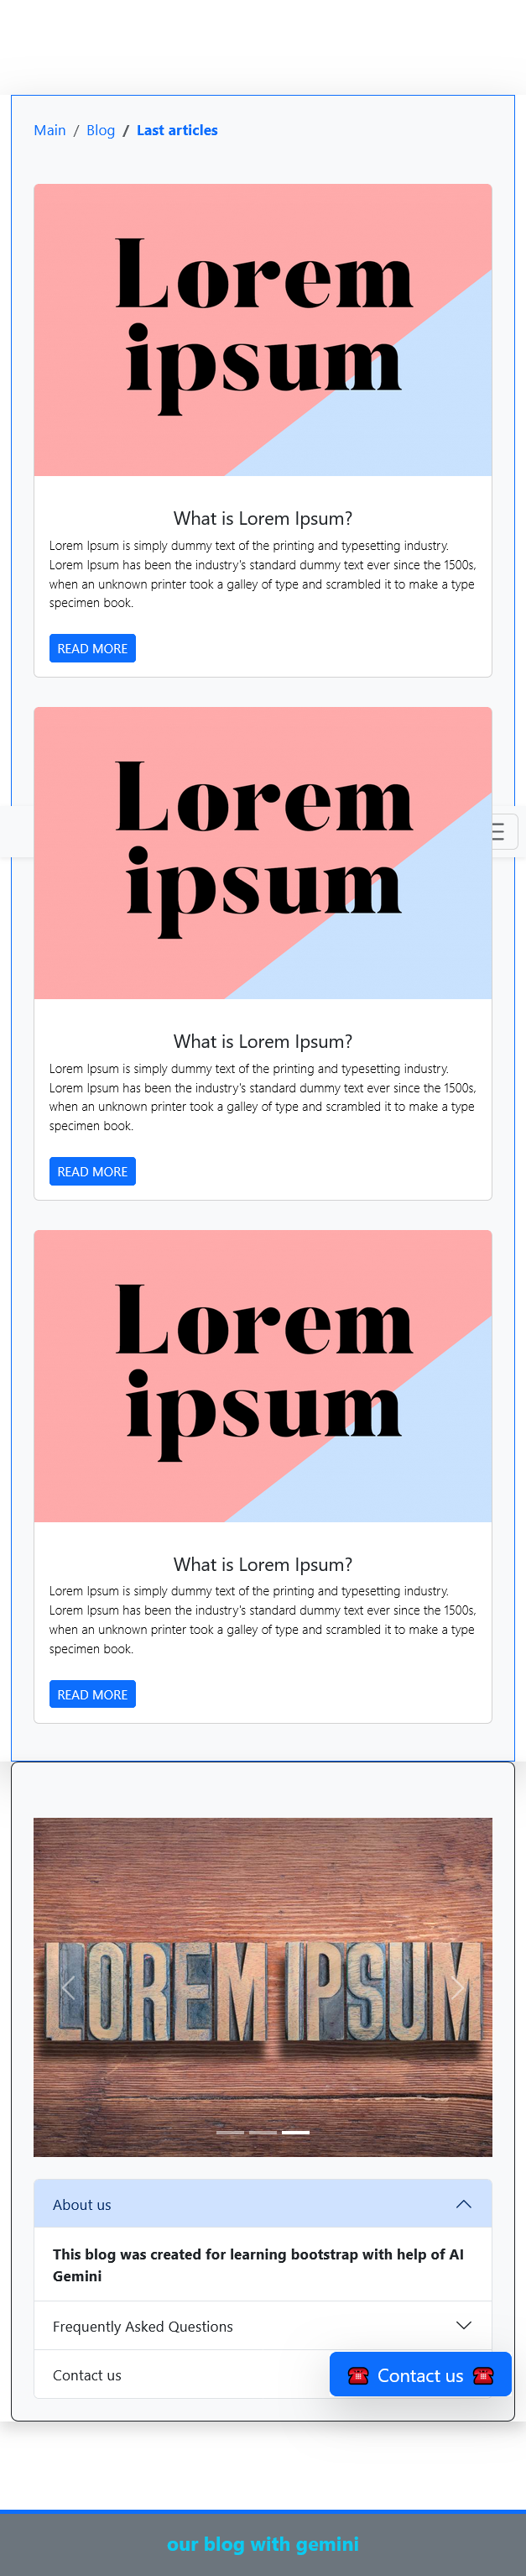 Main / Blog / Last articles
Lorem
ipsum
What is Lorem Ipsum?
Lorem Ipsum is simply dummy text of the printing and typesetting industry.
Lorem Ipsum has been the industry's standard dummy text ever since the 1500s,
when an unknown printer took a galley of type and scrambled it to make a type
specimen book.
READ MORE
Lorem
ipsum
What is Lorem Ipsum?
Lorem Ipsum is simply dummy text of the printing and typesetting industry.
Lorem Ipsum has been the industry's standard dummy text ever since the 1500s,
when an unknown printer took a galley of type and scrambled it to make a type
specimen book.
READ MORE
Lorem
ipsum
What is Lorem Ipsum?
Lorem Ipsum is simply dummy text of the printing and typesetting industry.
Lorem Ipsum has been the industry's standard dummy text ever since the 1500s,
when an unknown printer took a galley of type and scrambled it to make a type
specimen book.
READ MORE
LOREM IPSUM
About us
This blog was created for learning bootstrap with help of AI
Gemini
Frequently Asked Questions
Contact us
☎ Contact us ☎
our blog with gemini